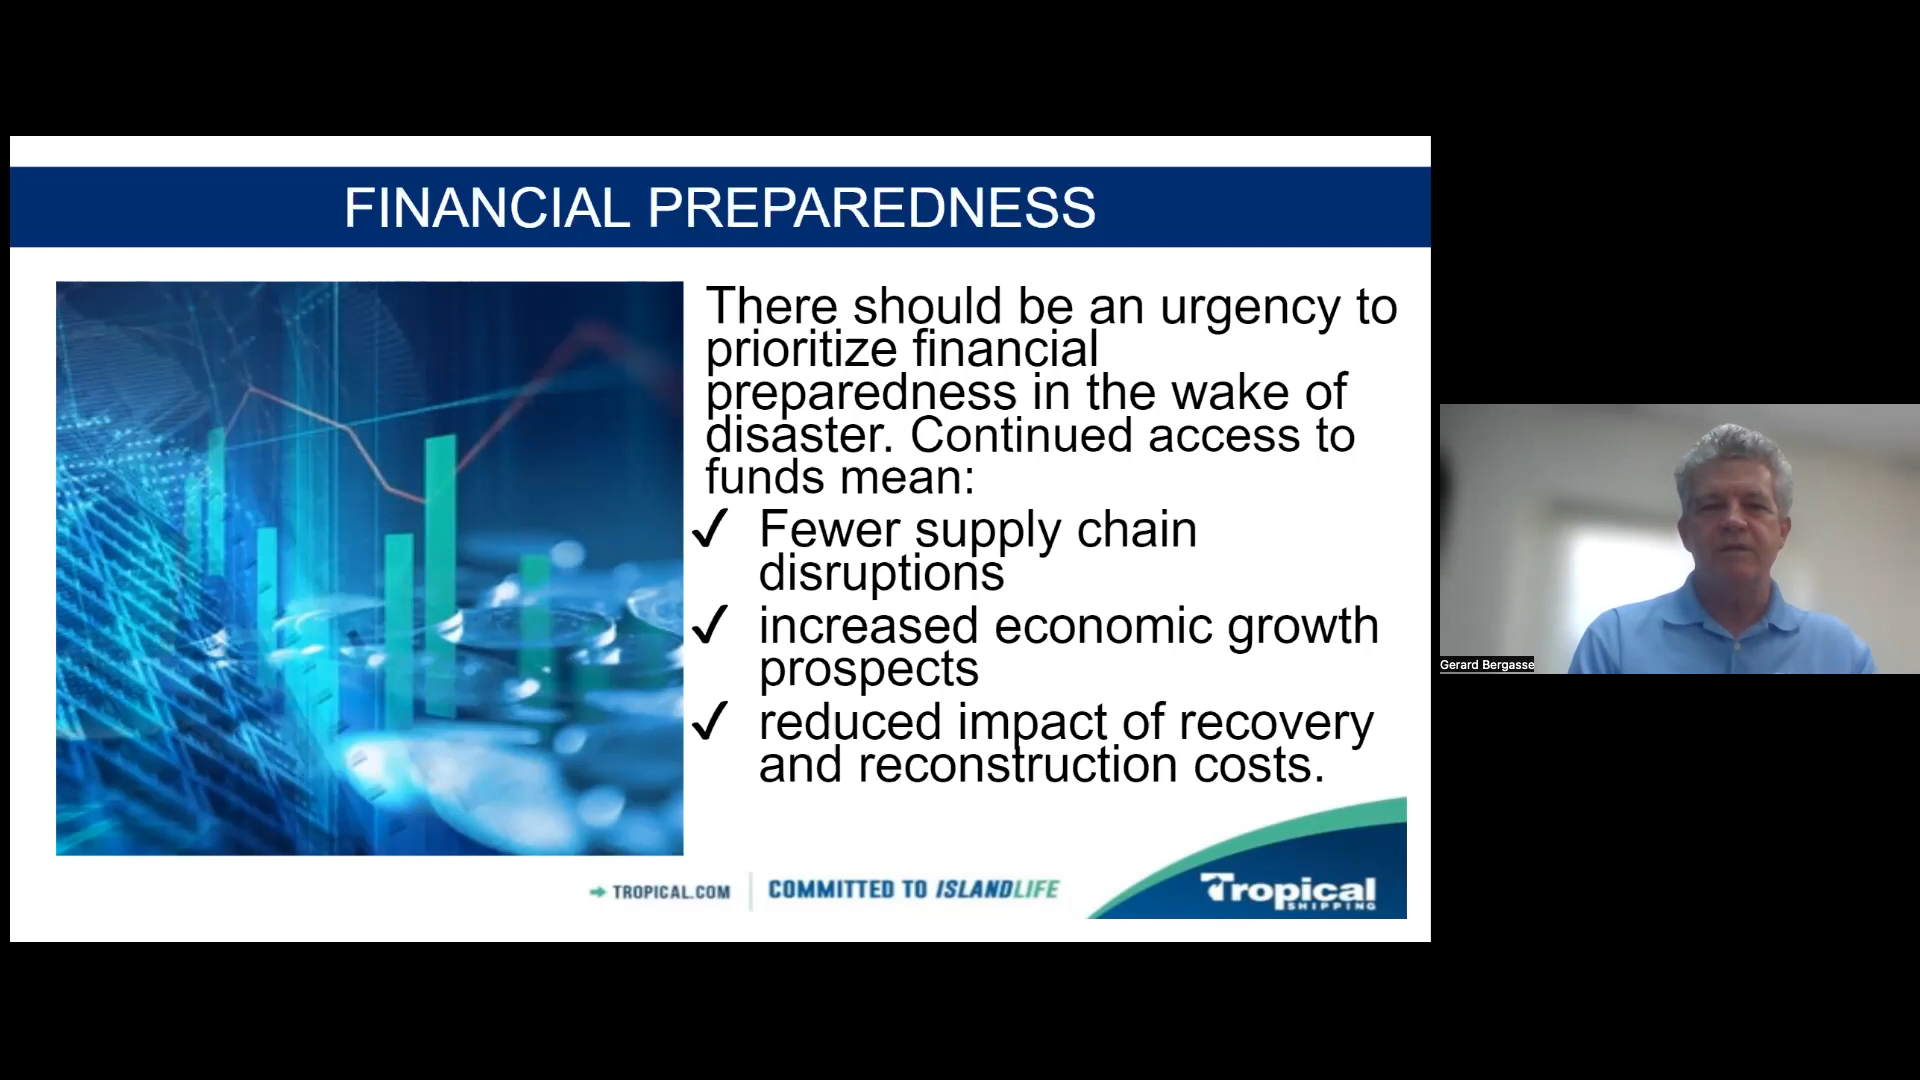 FINANCIAL PREPAREDNESS
There should be an urgency to
prioritize financial
preparedness in the wake of
disaster. Continued access to
funds mean:
✓ Fewer supply chain
disruptions
✓ increased economic growth
prospects
✓ reduced impact of recovery
and reconstruction costs.
TROPICAL.COM
COMMITTED TO ISLANDLIFE
Tropical
SHIPPING
Gerard Bergasse